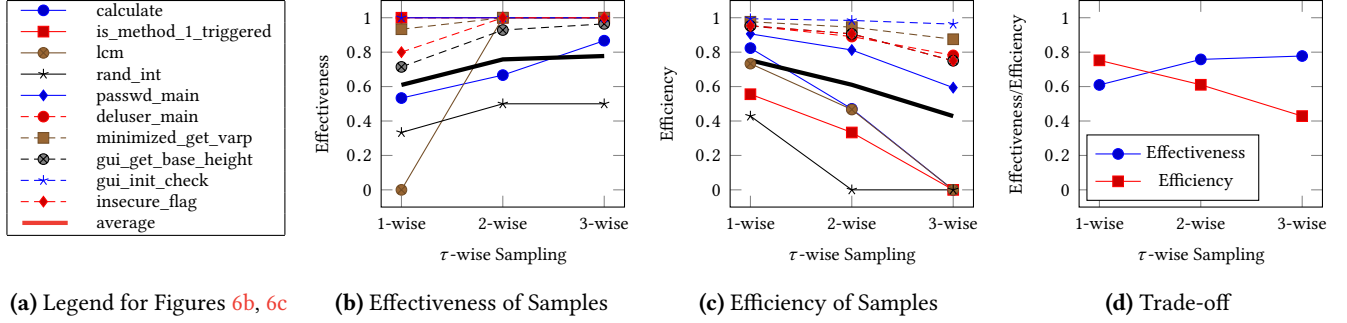 calculate
is_method_1_triggered
lcm
rand_int
passwd_main
deluser_main
minimized_get_varp
gui_get_base_height
gui_init_check
insecure_flag
average
(a) Legend for Figures 6b, 6c
Effectiveness
1
0.8
0.6
0.4
0.2
0
1-wise 2-wise 3-wise
τ-wise Sampling
(b) Effectiveness of Samples
Efficiency
1
0.8
0.6
0.4
0.2
0
1-wise 2-wise 3-wise
τ-wise Sampling
(c) Efficiency of Samples
Effectiveness/Efficiency
1
0.8
0.6
0.4
0.2
0
Effectiveness
Efficiency
1-wise 2-wise 3-wise
τ-wise Sampling
(d) Trade-off